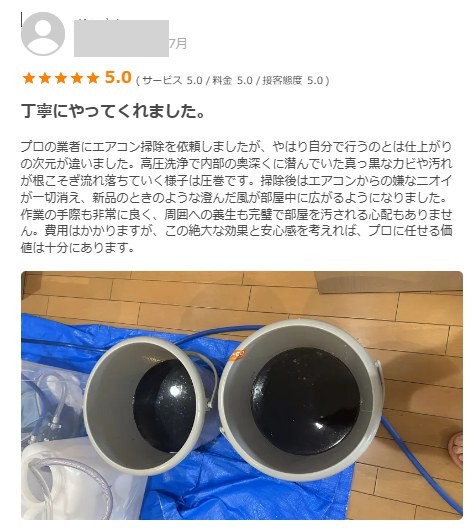 7月
★★★★★ 5.0 ( サービス 5.0 / 料金 5.0 / 接客態度 5.0 )
丁寧にやってくれました。
プロの業者にエアコン掃除を依頼しましたが、やはり自分で行うのとは仕上がり
の次元が違いました。高圧洗浄で内部の奥深くに潜んでいた真っ黒なカビや汚れ
が根こそぎ流れ落ちていく様子は圧巻です。掃除後はエアコンからの嫌なニオイ
が一切消え、新品のときのような澄んだ風が部屋中に広がるようになりました。
作業の手際も非常に良く、周囲への養生も完璧で部屋を汚される心配もありませ
ん。費用はかかりますが、この絶大な効果と安心感を考えれば、プロに任せる価
値は十分にあります。